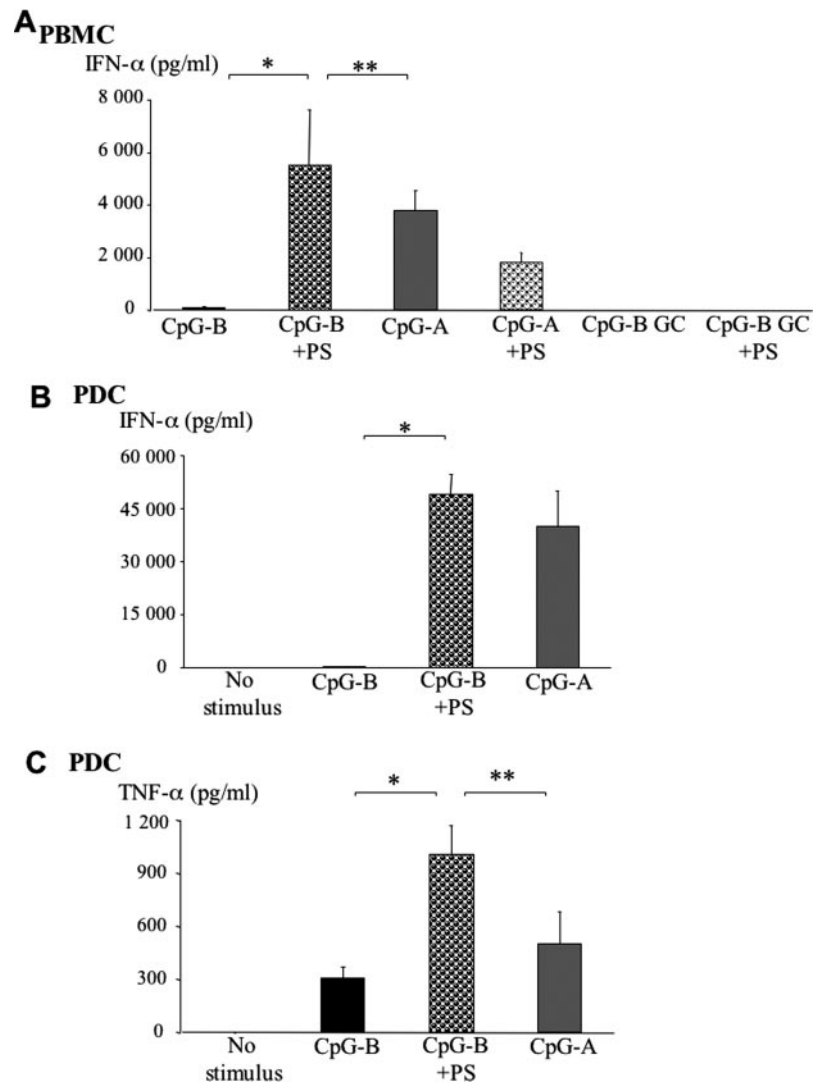 A PBMC
IFN-α (pg/ml)
* **
8 000
6 000
4 000
2 000
0
CpG-B CpG-B CpG-A CpG-A CpG-B GC CpG-B GC
+PS +PS +PS
B PDC
IFN-α (pg/ml)
*
60 000
45 000
30 000
15 000
0
No CpG-B CpG-B CpG-A
stimulus +PS
C PDC
TNF-α (pg/ml)
* **
1 200
900
600
300
0
No CpG-B CpG-B CpG-A
stimulus +PS